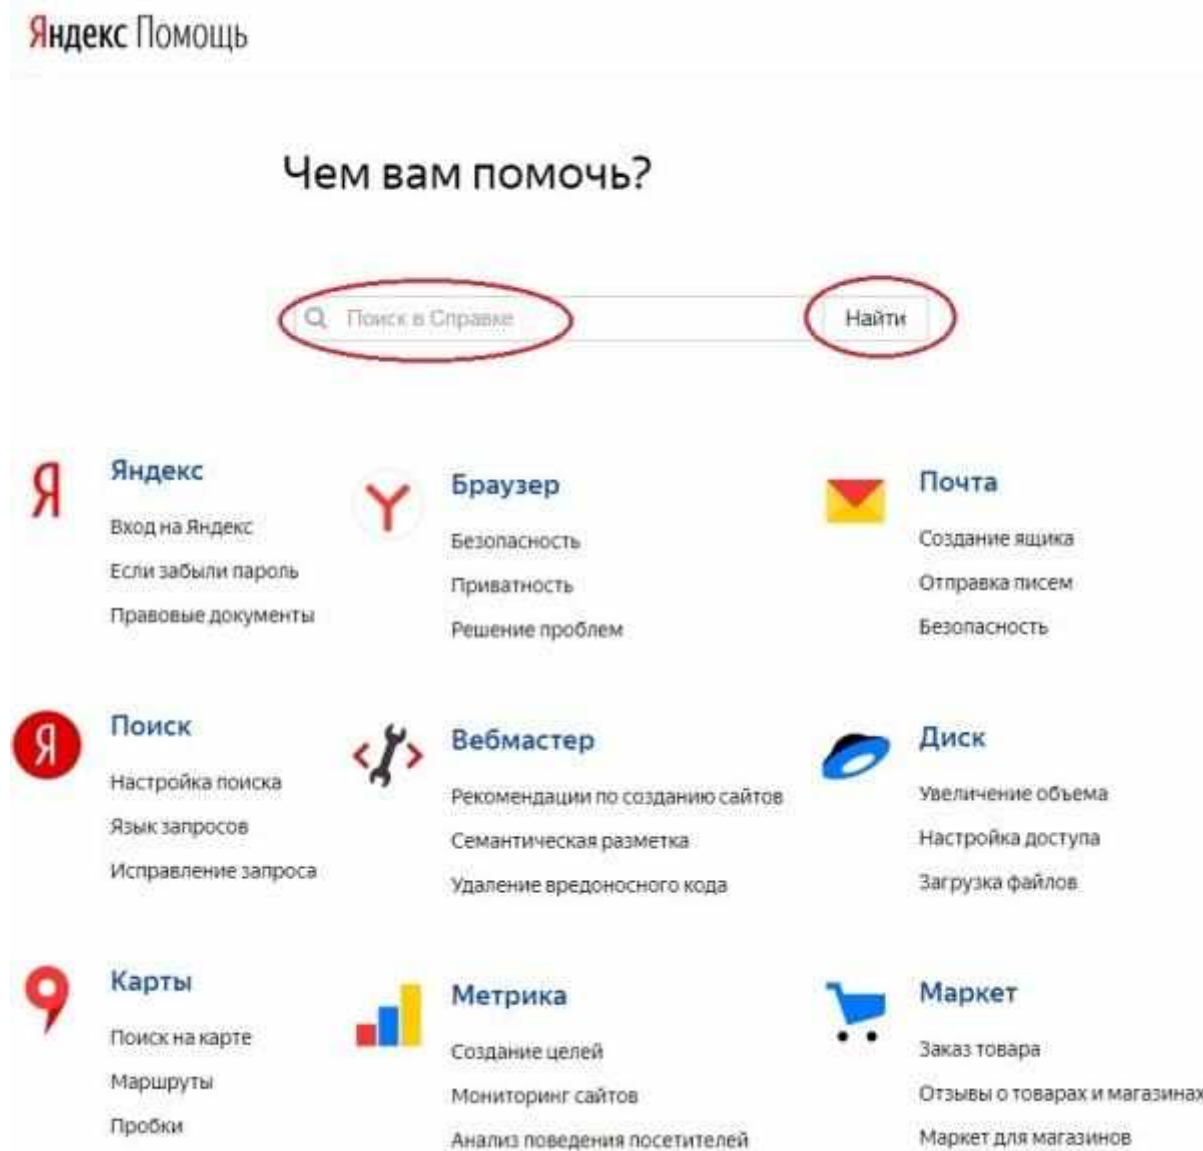 Яндекс Помощь
Чем вам помочь?
Поиск в Справке
Найти
Я
Яндекс
Вход на Яндекс
Если забыли пароль
Правовые документы
Y
Браузер
Безопасность
Приватность
Решение проблем
Почта
Создание ящика
Отправка писем
Безопасность
Я
Поиск
Настройка поиска
Язык запросов
Исправление запроса
Вебмастер
Рекомендации по созданию сайтов
Семантическая разметка
Удаление вредоносного кода
Диск
Увеличение объема
Настройка доступа
Загрузка файлов
Карты
Поиск на карте
Маршруты
Пробки
Метрика
Создание целей
Мониторинг сайтов
Анализ поведения посетителей
Маркет
Заказ товара
Отзывы о товарах и магазинах
Маркет для магазинов